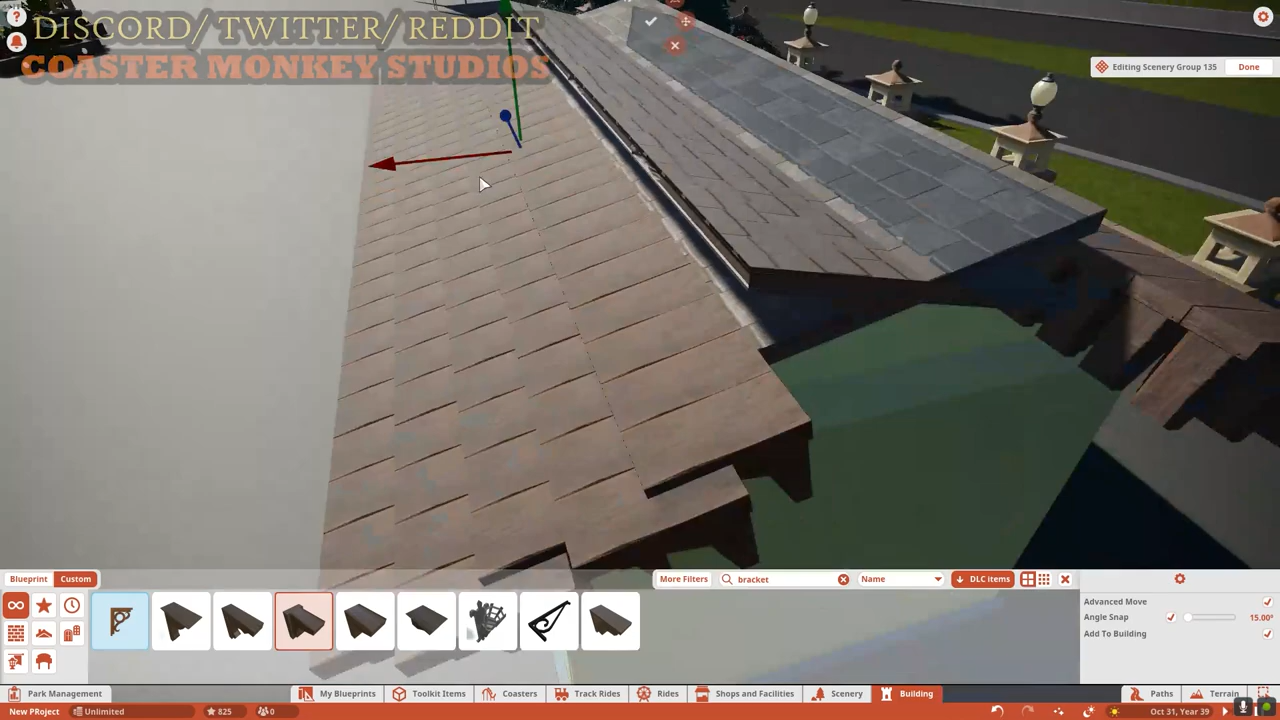 DISCORD/ TWITTER/ REDDIT
COASTER MONKEY STUDIOS
Editing Scenery Group 135
Done
Blueprint
Custom
More Filters
bracket
Name
DLC items
Advanced Move
Angle Snap
15.00°
Add To Building
Park Management
My Blueprints
Toolkit Items
Coasters
Track Rides
Rides
Shops and Facilities
Scenery
Building
Paths
Terrain
New PROject
Unlimited
825
0
Oct 31, Year 39